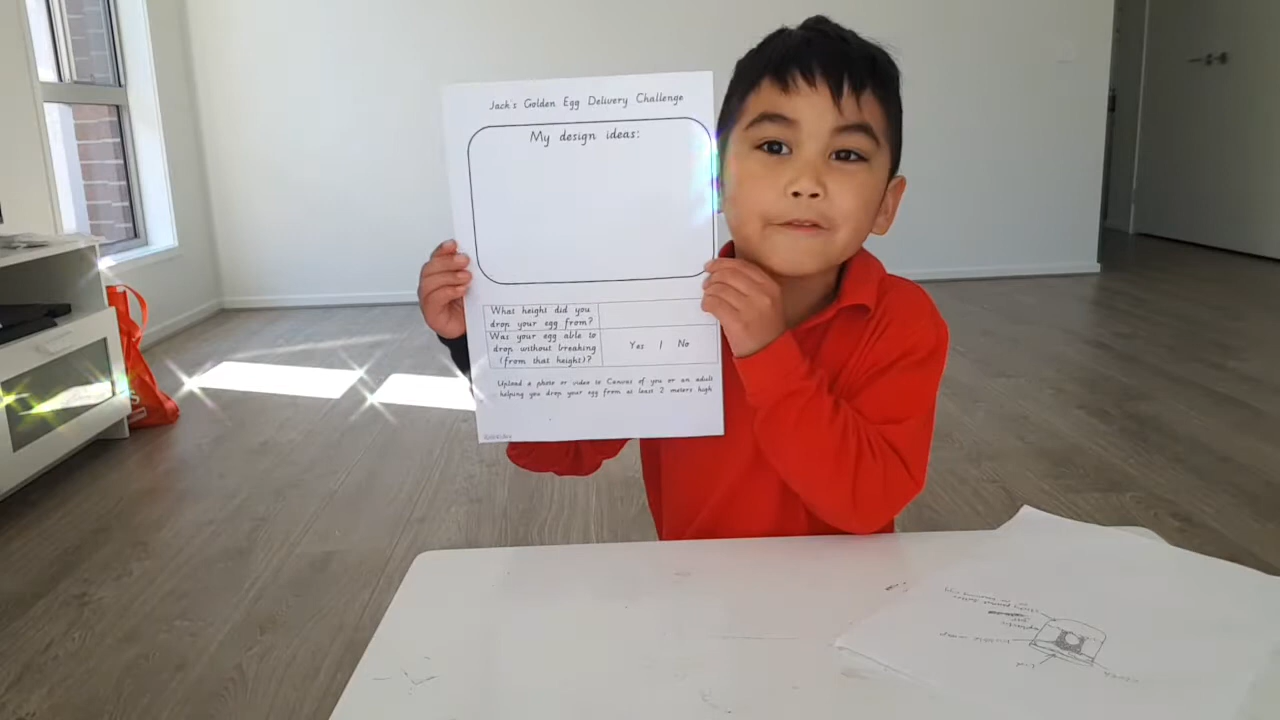 Jack's Golden Egg Delivery Challenge
My design ideas:
What height did you
drop your egg from?
Was your egg able to
drop without breaking
(from that height)?
Yes / No
Upload a photo or video to Canvas of you or an adult
helping you drop your egg from at least 2 meters high